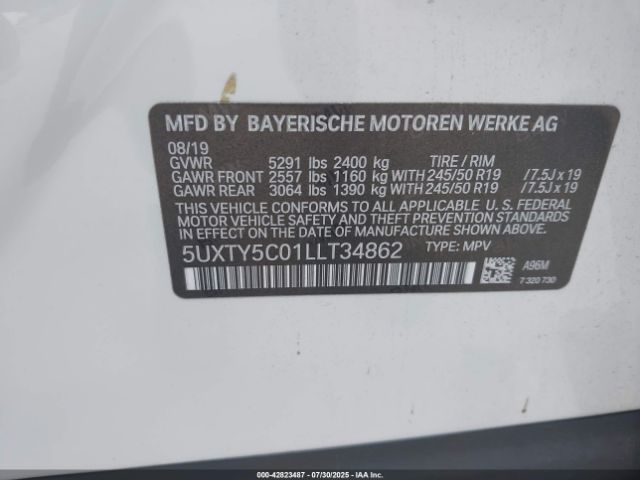 MFD BY BAYERISCHE MOTOREN WERKE AG
08/19
GVWR 5291 lbs 2400 kg TIRE / RIM
GAWR FRONT 2557 lbs 1160 kg WITH 245/50 R19 / 7.5J x 19
GAWR REAR 3064 lbs 1390 kg WITH 245/50 R19 / 7.5J x 19
THIS VEHICLE CONFORMS TO ALL APPLICABLE U. S. FEDERAL
MOTOR VEHICLE SAFETY AND THEFT PREVENTION STANDARDS
IN EFFECT ON THE DATE OF MANUFACTURE SHOWN ABOVE.
5UXTY5C01LLT34862 TYPE: MPV
A96M
7 320 730
000-42823487 | 07/30/2025 | IAA Inc.